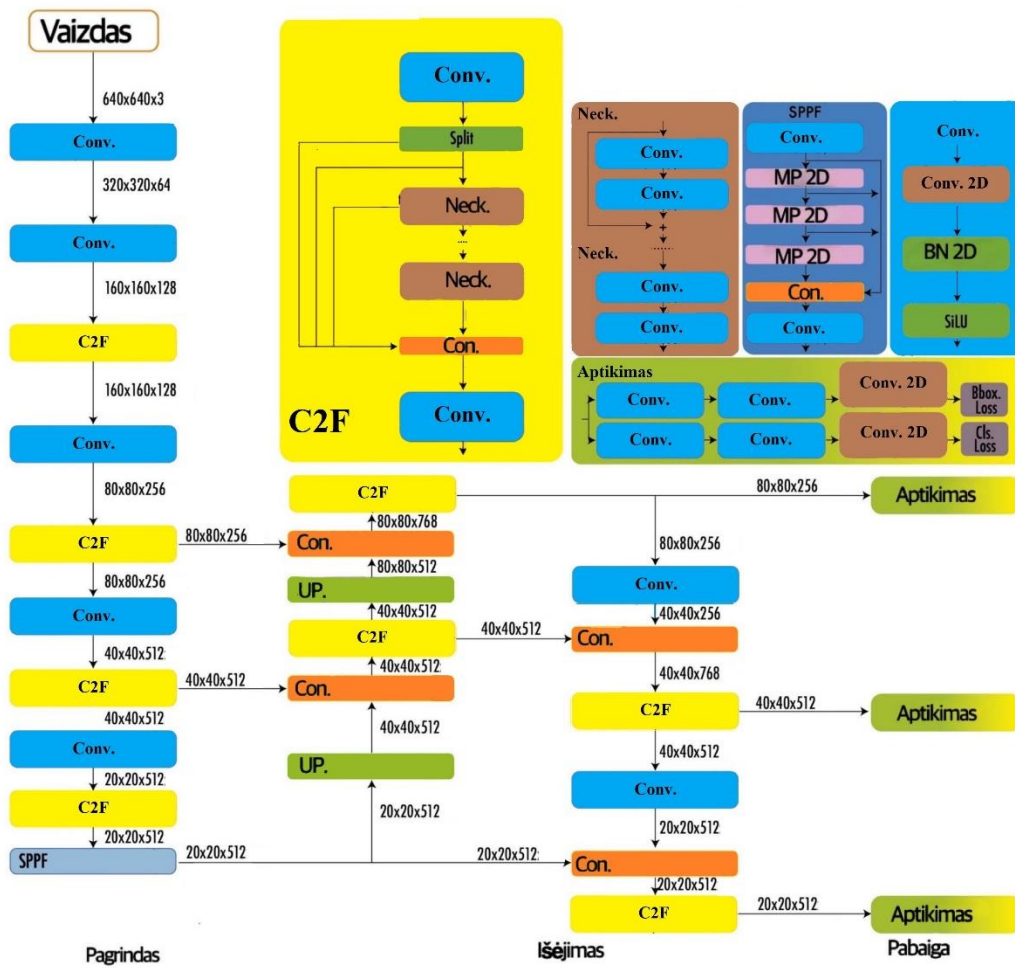 Vaizdas
640x640x3
Conv.
320x320x64
Conv.
160x160x128
C2F
160x160x128
Conv.
80x80x256
C2F
80x80x256
80x80x256
Conv.
40x40x512
C2F
40x40x512
40x40x512
Conv.
20x20x512
C2F
20x20x512
SPPF
20x20x512
Pagrindas
Conv.
Split
Neck.
....
Neck.
Con.
Conv.
C2F
Neck.
Conv.
Conv.
+
......
Neck.
Conv.
Conv.
SPPF
Conv.
MP 2D
MP 2D
MP 2D
Con.
Conv.
Conv.
Conv. 2D
BN 2D
SiLU
Aptikimas
Conv.
Conv.
Conv. 2D
Bbox.
Loss
Conv.
Conv.
Conv. 2D
Cls.
Loss
C2F
80x80x768
Con.
80x80x512
UP.
40x40x512
C2F
40x40x512
40x40x512:
Con.
40x40x512
UP.
20x20x512
20x20x512:
80x80x256
Aptikimas
80x80x256
Conv.
40x40x256
Con.
40x40x768
C2F
40x40x512
Aptikimas
40x40x512
Conv.
20x20x512
Con.
20x20x512
C2F
20x20x512
Aptikimas
Išėjimas
Pabaiga